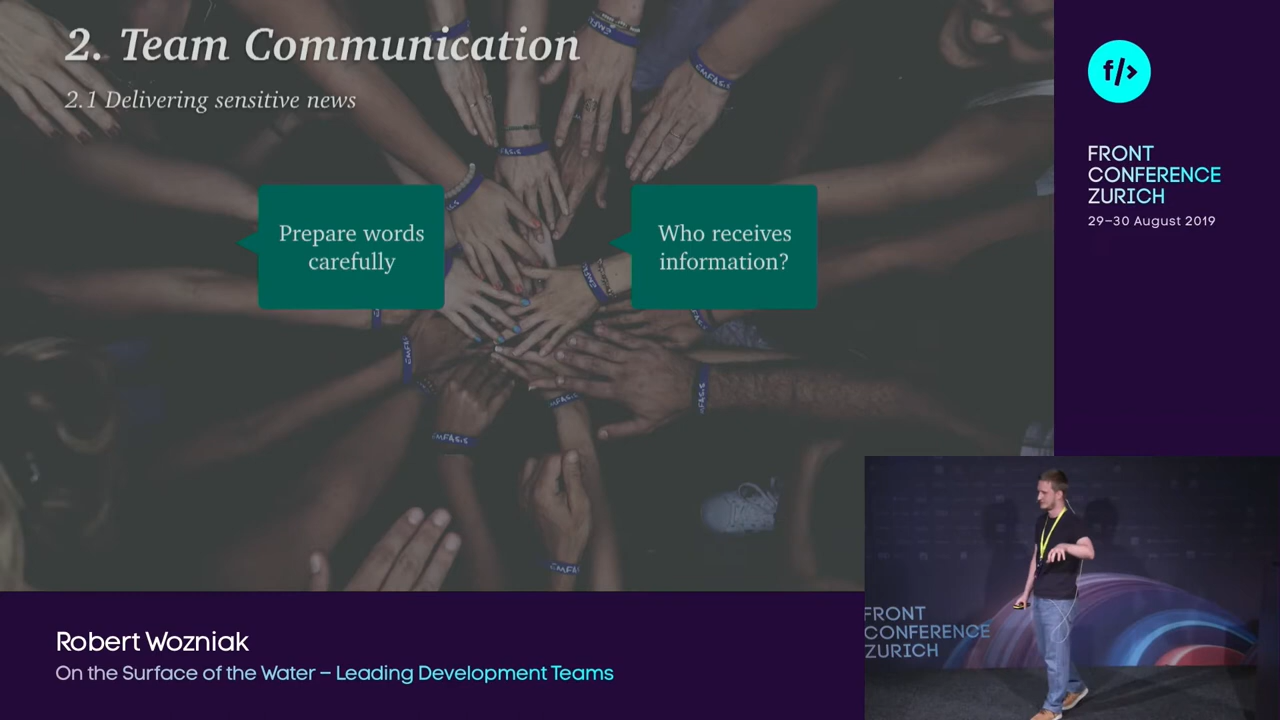 2. Team Communication
2.1 Delivering sensitive news
Prepare words
carefully
Who receives
information?
f/>
FRONT
CONFERENCE
ZURICH
29–30 August 2019
EMFASIS
FRONT
CONFERENCE
ZURICH
Robert Wozniak
On the Surface of the Water – Leading Development Teams